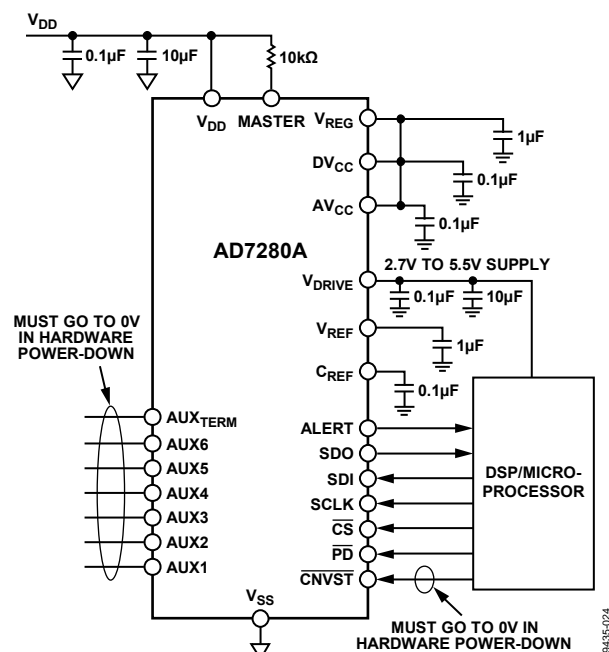 VDD
0.1µF
10µF
10kΩ
VDD
MASTER
VREG
1µF
DVCC
0.1µF
AVCC
0.1µF
AD7280A
2.7V TO 5.5V SUPPLY
VDRIVE
0.1µF
10µF
MUST GO TO 0V
IN HARDWARE
POWER-DOWN
VREF
1µF
CREF
0.1µF
AUXTERM
AUX6
AUX5
AUX4
AUX3
AUX2
AUX1
ALERT
SDO
SDI
SCLK
CS
PD
CNVST
DSP/MICRO-
PROCESSOR
VSS
MUST GO TO 0V IN
HARDWARE POWER-DOWN
9435-024